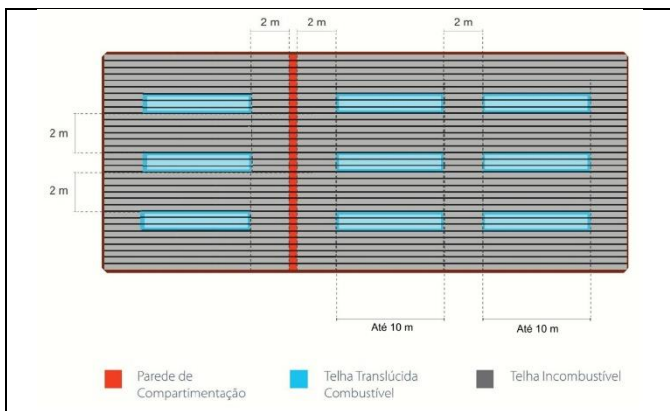 2 m
2 m
2 m
2 m
2 m
Até 10 m
Até 10 m
Parede de
Compartimentação
Telha Translúcida
Combustível
Telha Incombustível